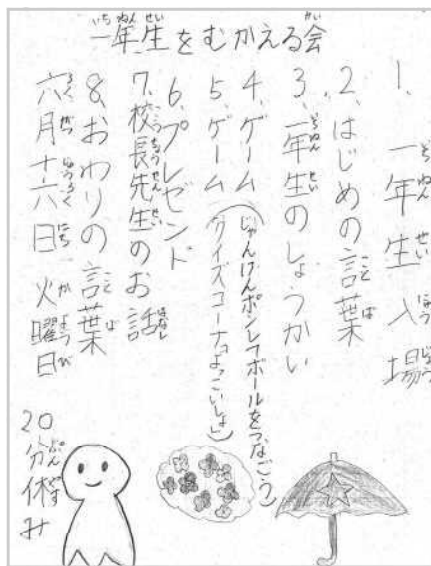 一年生をむかえる会
1、一年生入場
2、はじめの言葉
3、一年生のしょうかい
4、ゲーム(じゃんけんポンしてボールをつなごう)
5、ゲーム(クイズコーナーよってこいしょ)
6、プレゼント
7、校長先生のお話
8、おわりの言葉
六月十六日 火曜日
20分休み